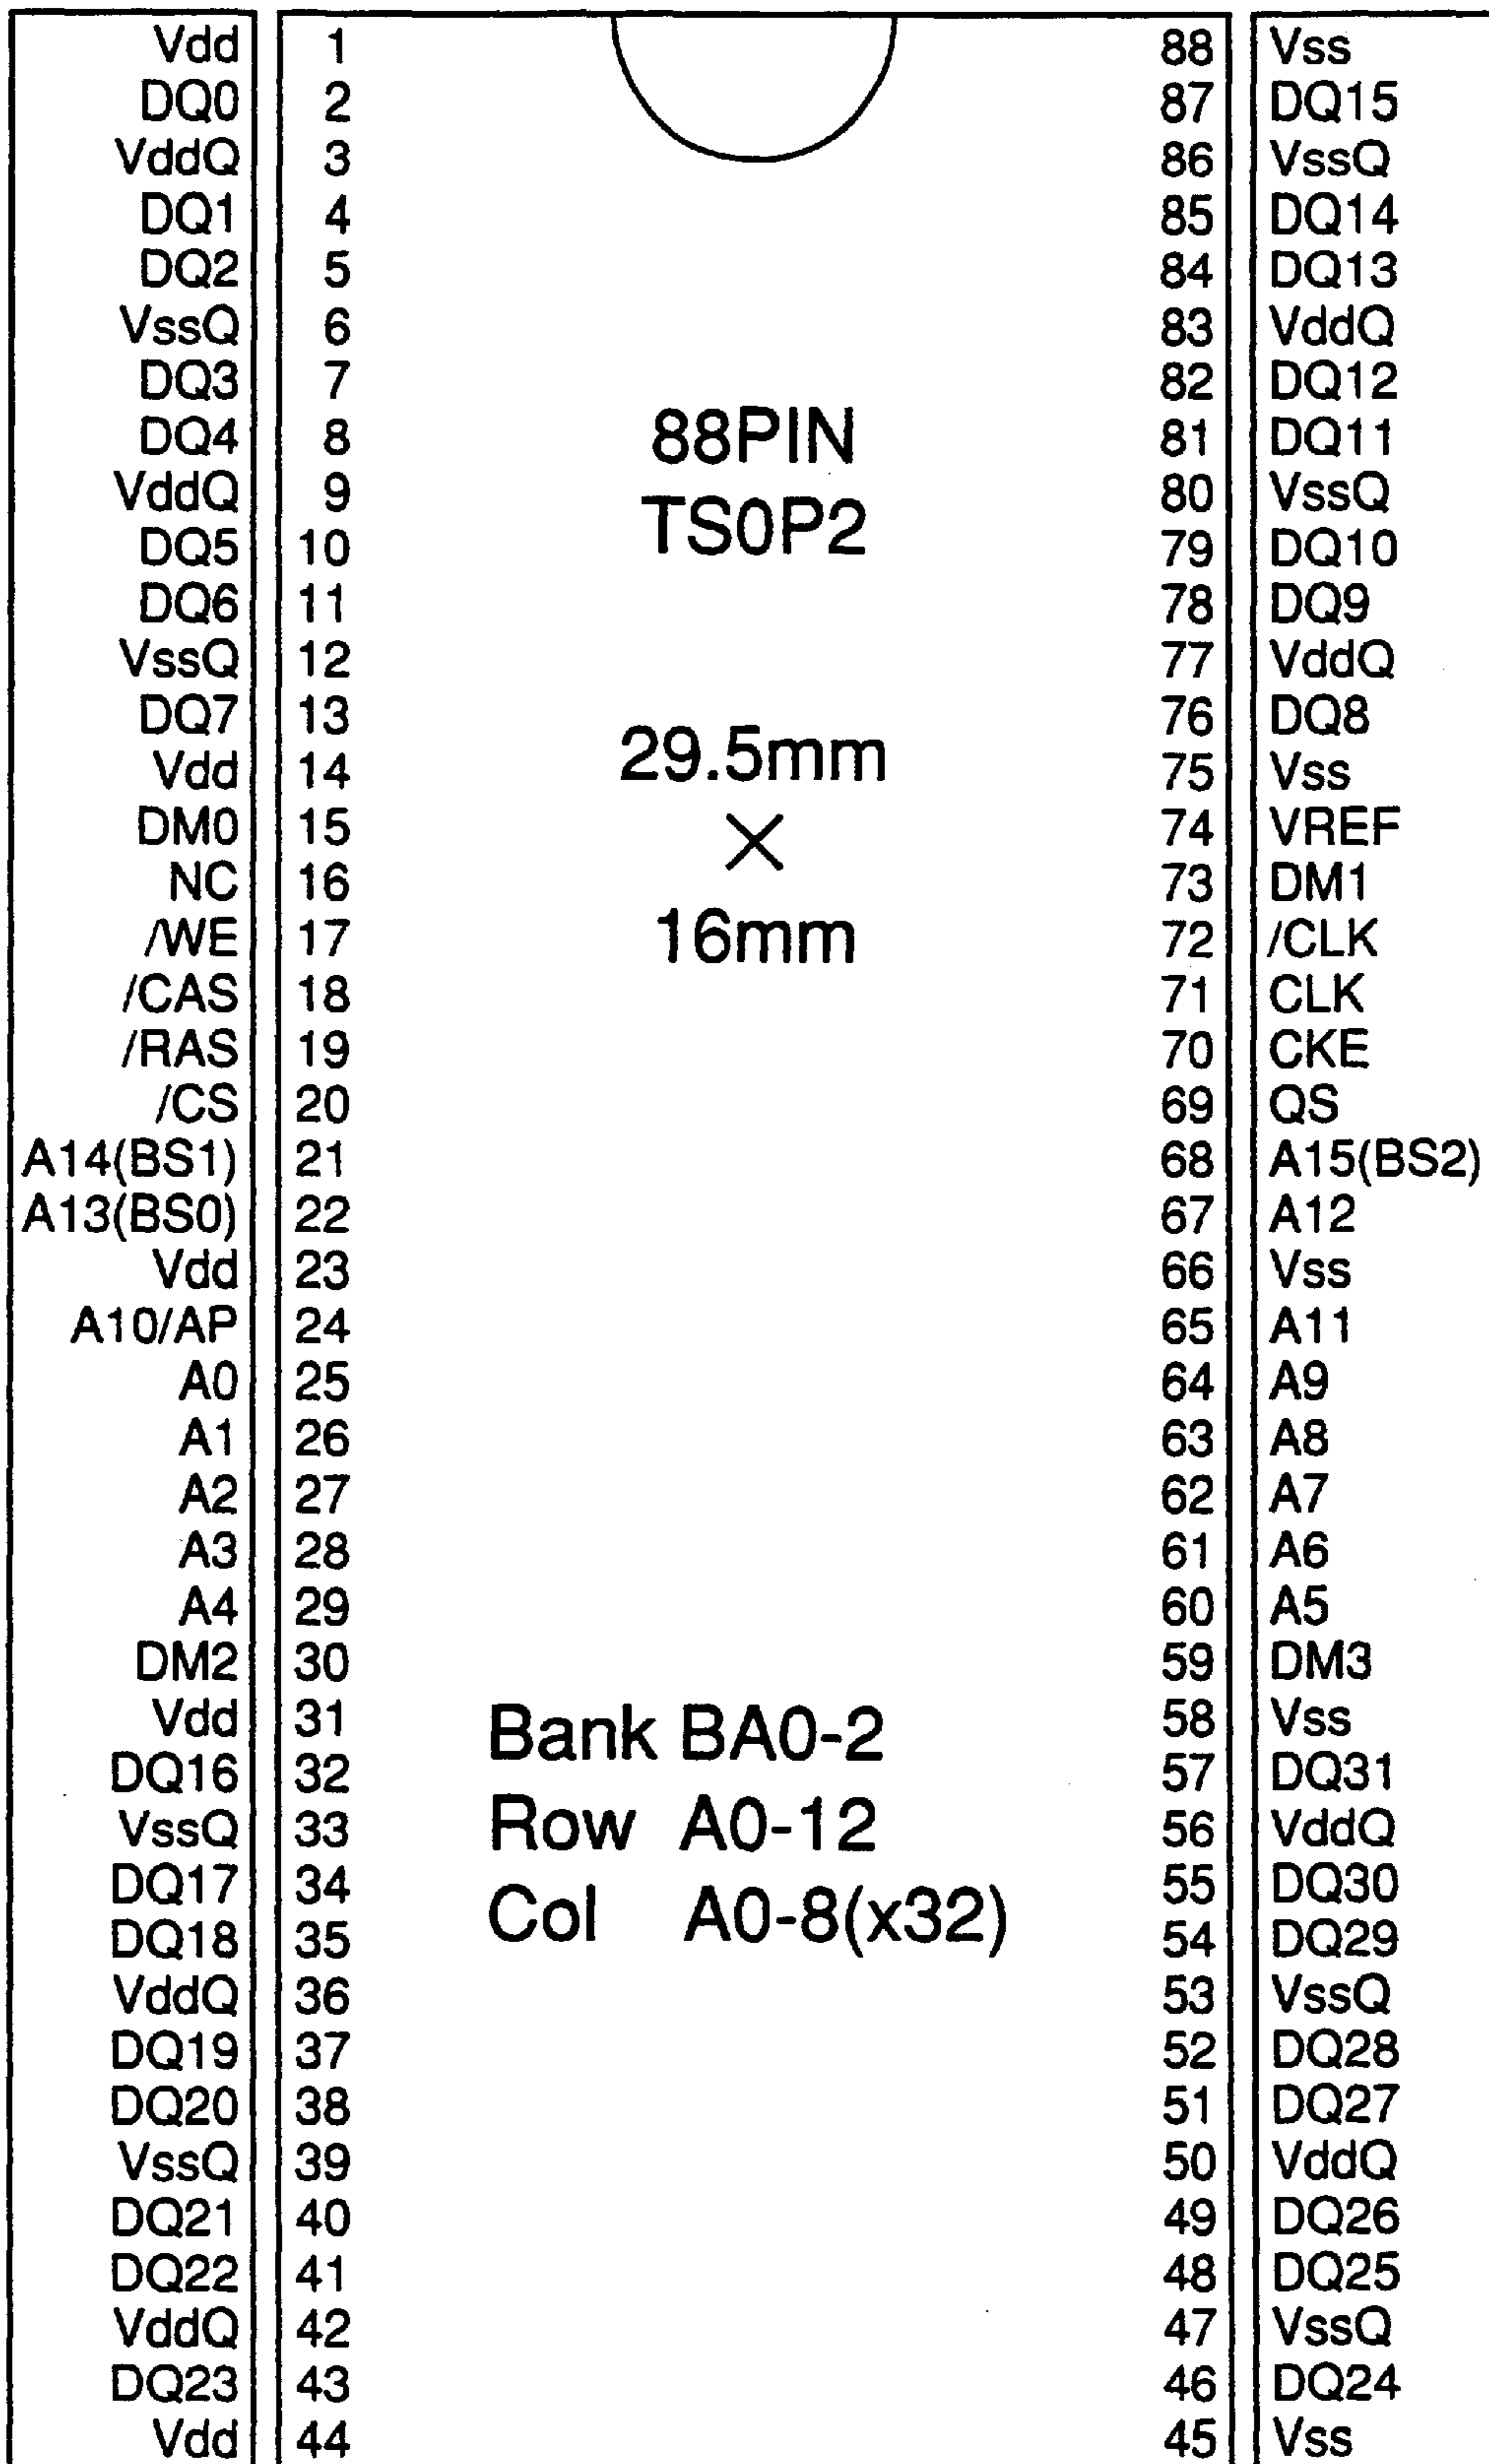 Vdd 1 88 Vss
DQ0 2 87 DQ15
VddQ 3 86 VssQ
DQ1 4 85 DQ14
DQ2 5 84 DQ13
VssQ 6 83 VddQ
DQ3 7 82 DQ12
DQ4 8 88PIN 81 DQ11
VddQ 9 80 VssQ
DQ5 10 TS0P2 79 DQ10
DQ6 11 78 DQ9
VssQ 12 77 VddQ
DQ7 13 76 DQ8
Vdd 14 29.5mm 75 Vss
DM0 15 × 74 VREF
NC 16 73 DM1
/WE 17 16mm 72 /CLK
/CAS 18 71 CLK
/RAS 19 70 CKE
/CS 20 69 QS
A14(BS1) 21 68 A15(BS2)
A13(BS0) 22 67 A12
Vdd 23 66 Vss
A10/AP 24 65 A11
A0 25 64 A9
A1 26 63 A8
A2 27 62 A7
A3 28 61 A6
A4 29 60 A5
DM2 30 59 DM3
Vdd 31 Bank BA0-2 58 Vss
DQ16 32 57 DQ31
VssQ 33 Row A0-12 56 VddQ
DQ17 34 55 DQ30
DQ18 35 Col A0-8(x32) 54 DQ29
VddQ 36 53 VssQ
DQ19 37 52 DQ28
DQ20 38 51 DQ27
VssQ 39 50 VddQ
DQ21 40 49 DQ26
DQ22 41 48 DQ25
VddQ 42 47 VssQ
DQ23 43 46 DQ24
Vdd 44 45 Vss